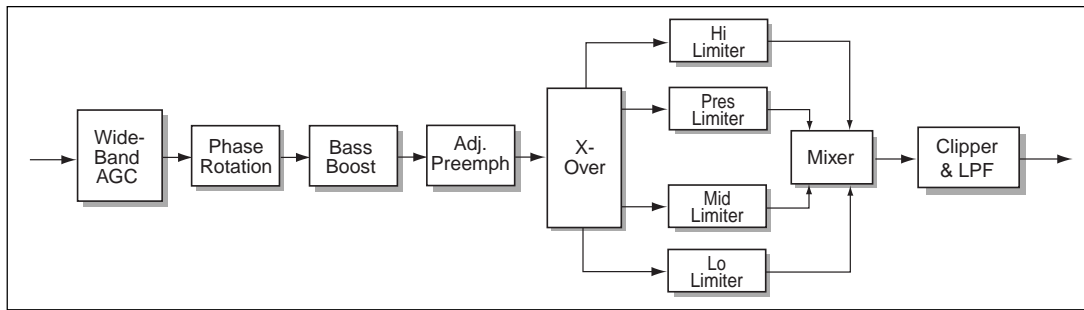 Wide-
Band
AGC
Phase
Rotation
Bass
Boost
Adj.
Preemph
X-
Over
Hi
Limiter
Pres
Limiter
Mid
Limiter
Lo
Limiter
Mixer
Clipper
& LPF